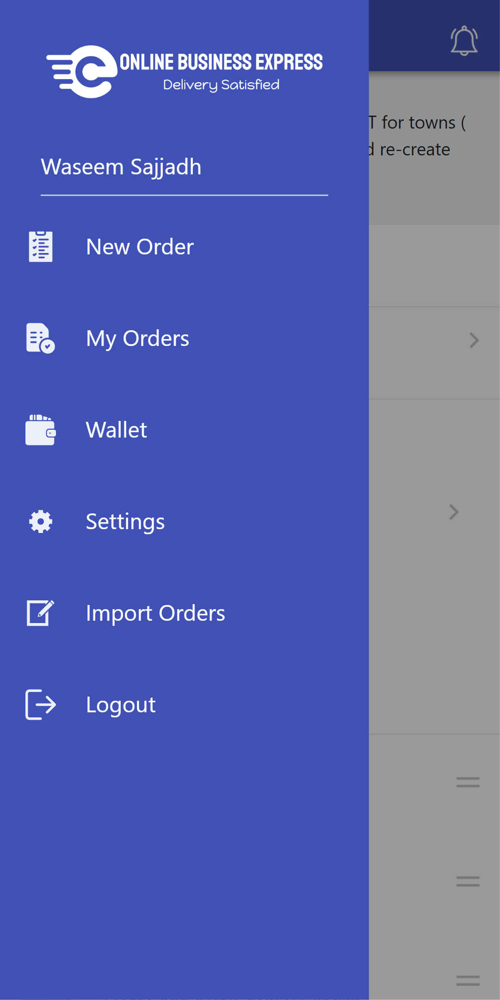 ONLINE BUSINESS EXPRESS
Delivery Satisfied
T for towns (
re-create
Waseem Sajjadh
New Order
My Orders
Wallet
Settings
Import Orders
Logout